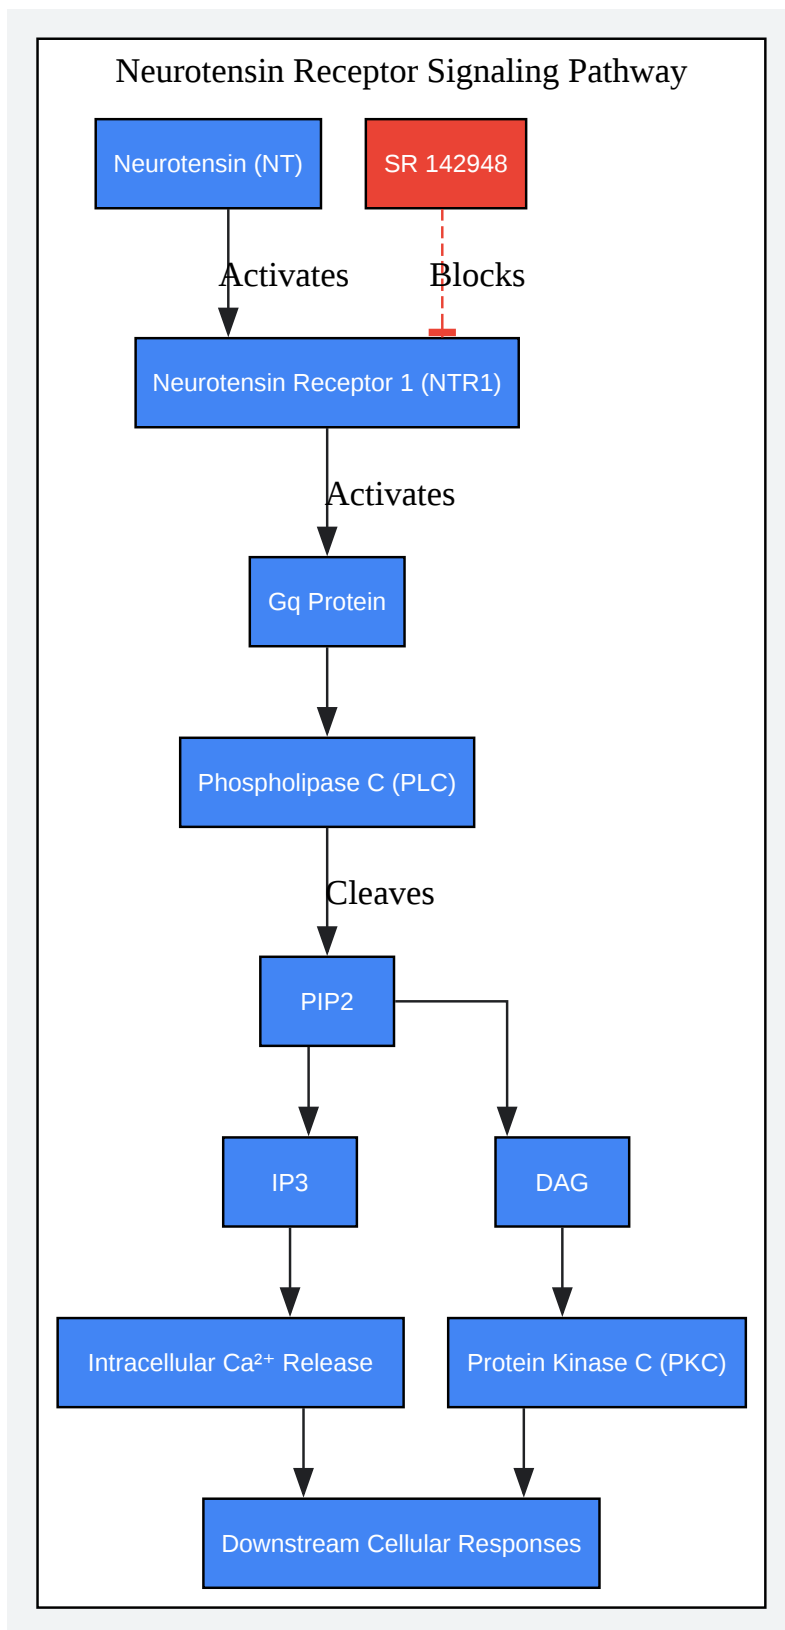 Neurotensin Receptor Signaling Pathway
Neurotensin (NT)
SR 142948
Activates
Blocks
Neurotensin Receptor 1 (NTR1)
Activates
Gq Protein
Phospholipase C (PLC)
Cleaves
PIP2
IP3
DAG
Intracellular Ca²⁺ Release
Protein Kinase C (PKC)
Downstream Cellular Responses